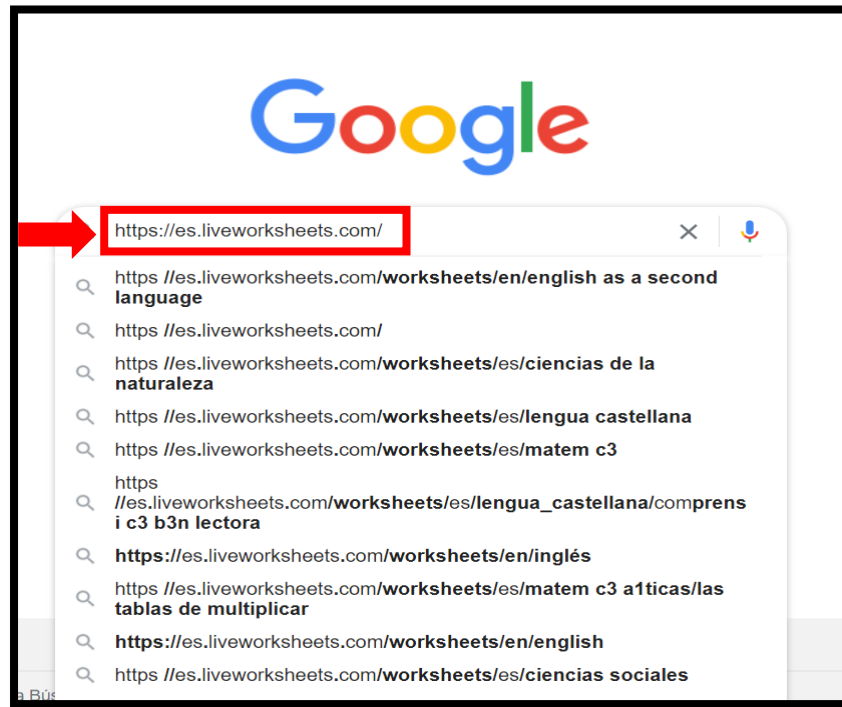 Google
https://es.liveworksheets.com/
https //es.liveworksheets.com/worksheets/en/english as a second
language
https //es.liveworksheets.com/
https //es.liveworksheets.com/worksheets/es/ciencias de la
naturaleza
https //es.liveworksheets.com/worksheets/es/lengua castellana
https //es.liveworksheets.com/worksheets/es/matem c3
https
//es.liveworksheets.com/worksheets/es/lengua_castellana/comprens
i c3 b3n lectora
https://es.liveworksheets.com/worksheets/en/inglés
https //es.liveworksheets.com/worksheets/es/matem c3 a1ticas/las
tablas de multiplicar
https://es.liveworksheets.com/worksheets/en/english
https //es.liveworksheets.com/worksheets/es/ciencias sociales
a Bús